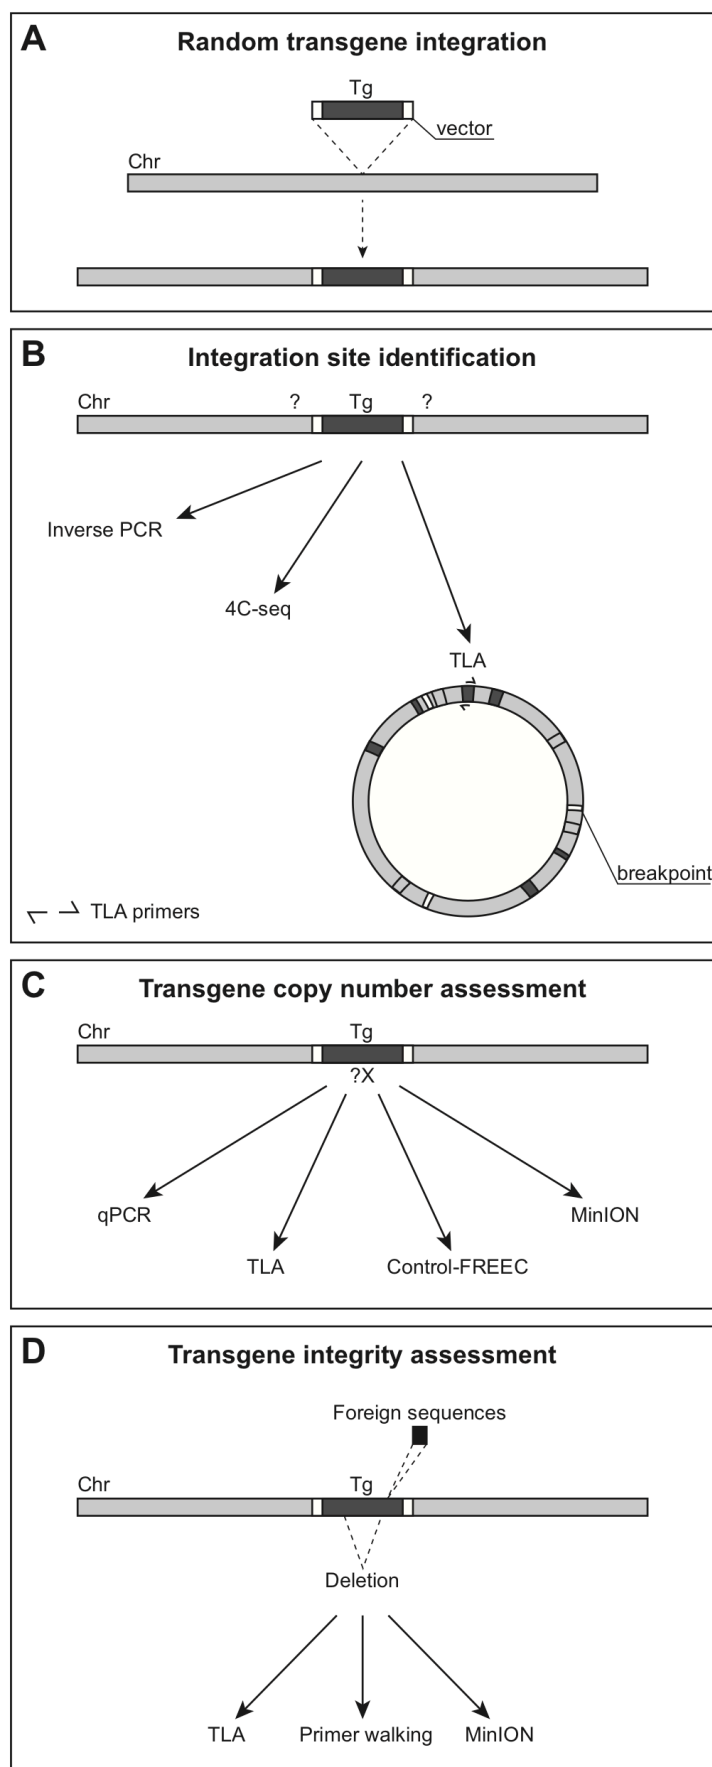 A
Random transgene integration
Tg
vector
Chr
B
Integration site identification
Chr ? Tg ?
Inverse PCR
4C-seq
TLA
breakpoint
TLA primers
C
Transgene copy number assessment
Chr Tg
?X
qPCR MinION
TLA Control-FREEC
D
Transgene integrity assessment
Foreign sequences
Chr Tg
Deletion
TLA Primer walking MinION